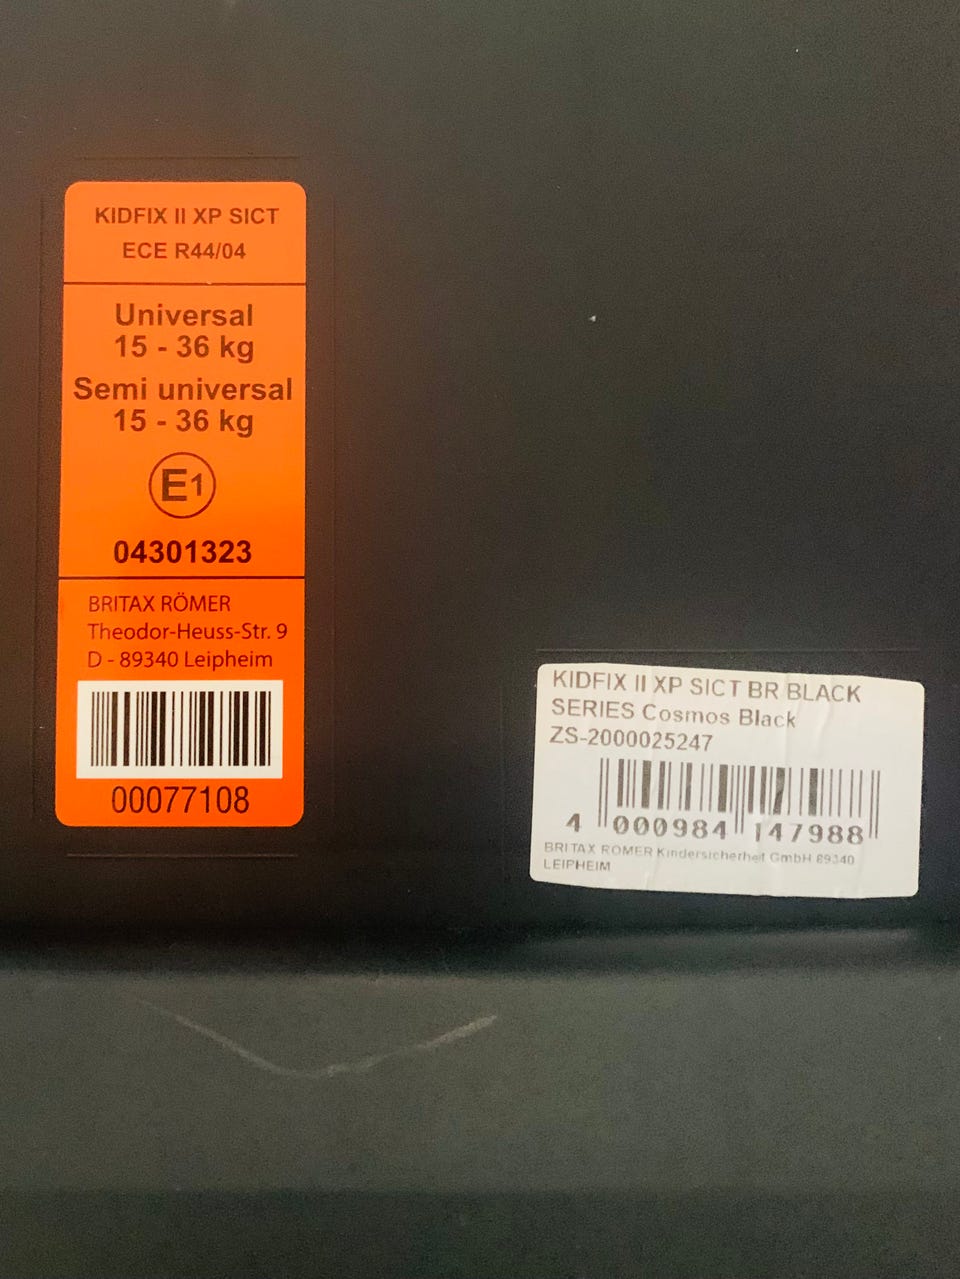 KIDFIX II XP SICT
ECE R44/04
Universal
15 - 36 kg
Semi universal
15 - 36 kg
E1
04301323
BRITAX RÖMER
Theodor-Heuss-Str. 9
D - 89340 Leipheim
00077108
KIDFIX II XP SICT BR BLACK
SERIES Cosmos Black
ZS-2000025247
4 000984 147988
BRITAX RÖMER Kindersicherheit GmbH 89340
LEIPHEIM